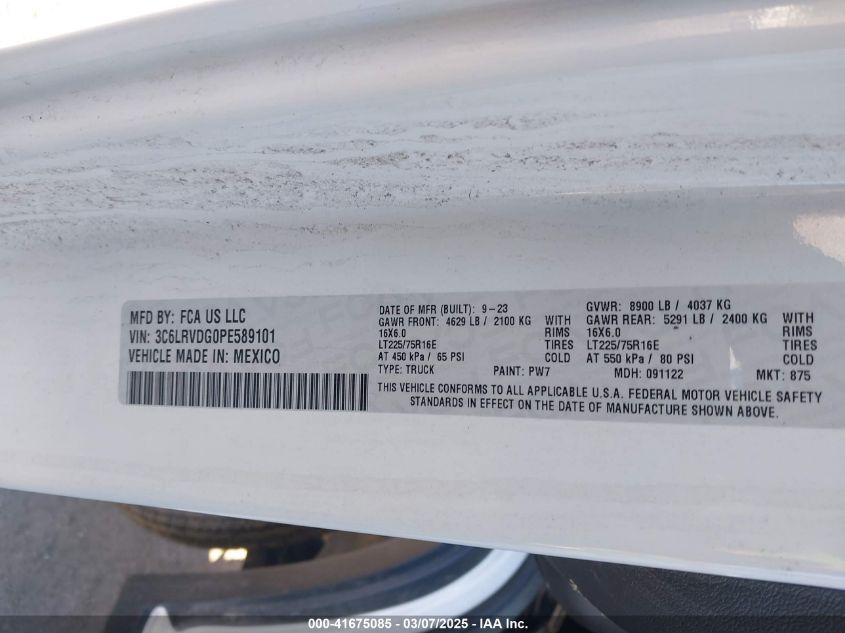 MFD BY: FCA US LLC
VIN: 3C6LRVDG0PE589101
VEHICLE MADE IN: MEXICO
DATE OF MFR (BUILT): 9-23
GAWR FRONT: 4629 LB / 2100 KG WITH
16X6.0 RIMS
LT225/75R16E TIRES
AT 450 kPa / 65 PSI COLD
TYPE: TRUCK PAINT: PW7
GVWR: 8900 LB / 4037 KG
GAWR REAR: 5291 LB / 2400 KG WITH
16X6.0 RIMS
LT225/75R16E TIRES
AT 550 kPa / 80 PSI COLD
MDH: 091122 MKT: 875
THIS VEHICLE CONFORMS TO ALL APPLICABLE U.S.A. FEDERAL MOTOR VEHICLE SAFETY
STANDARDS IN EFFECT ON THE DATE OF MANUFACTURE SHOWN ABOVE.
000-41675085 - 03/07/2025 - IAA Inc.